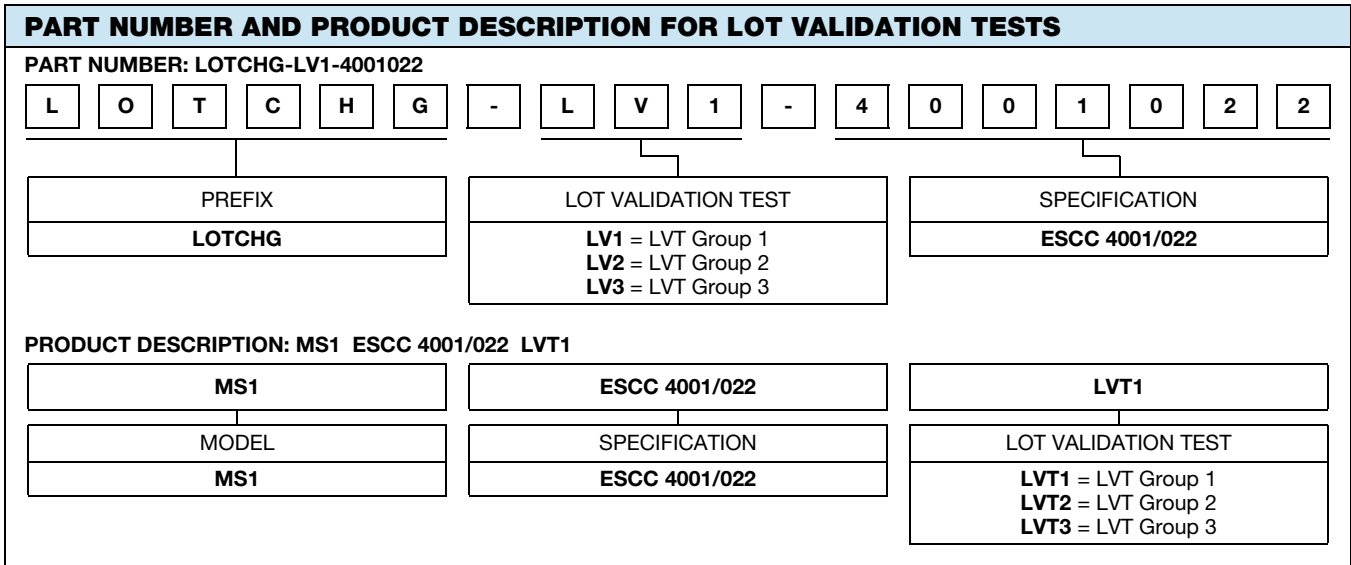 PART NUMBER AND PRODUCT DESCRIPTION FOR LOT VALIDATION TESTS
PART NUMBER: LOTCHG-LV1-4001022
L O T C H G - L V 1 - 4 0 0 1 0 2 2
PREFIX LOT VALIDATION TEST SPECIFICATION
LOTCHG LV1 = LVT Group 1 ESCC 4001/022
LV2 = LVT Group 2
LV3 = LVT Group 3
PRODUCT DESCRIPTION: MS1 ESCC 4001/022 LVT1
MS1 ESCC 4001/022 LVT1
MODEL SPECIFICATION LOT VALIDATION TEST
MS1 ESCC 4001/022 LVT1 = LVT Group 1
LVT2 = LVT Group 2
LVT3 = LVT Group 3